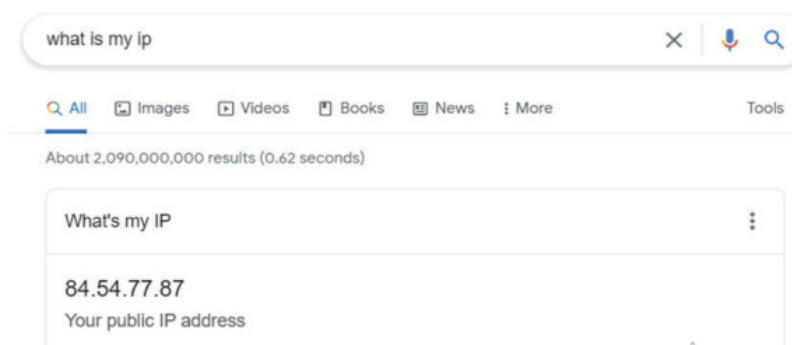 what is my ip
All Images Videos Books News More Tools
About 2,090,000,000 results (0.62 seconds)
What's my IP
84.54.77.87
Your public IP address